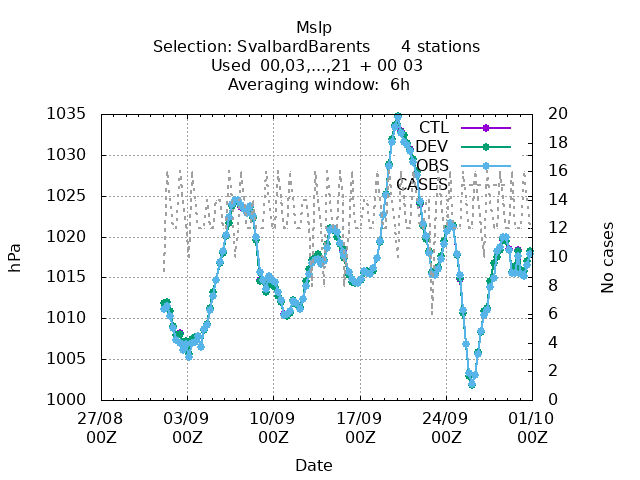 Mslp
Selection: SvalbardBarents 4 stations
Used 00,03,...,21 + 00 03
Averaging window: 6h
1035 20
CTL
18
1030 DEV
16
OBS
CASES
1025 14
1020 12
hPa
No cases
1015 10
8
1010 6
1005 4
2
1000 0
27/08 03/09 10/09 17/09 24/09 01/10
00Z 00Z 00Z 00Z 00Z 00Z
Date